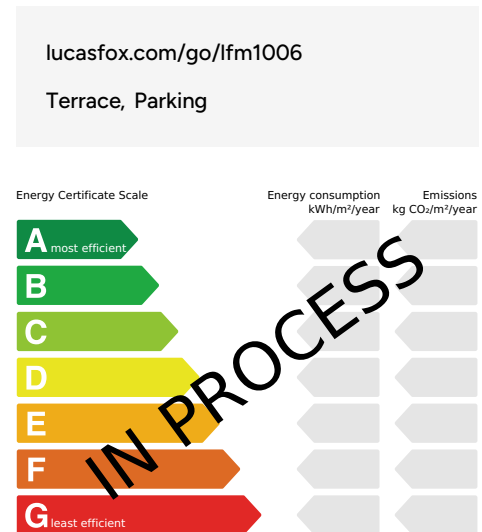 lucasfox.com/go/lfm1006
Terrace, Parking
Energy Certificate Scale
Energy consumption
kWh/m²/year
Emissions
kg CO₂/m²/year
A most efficient
B
C
D
E
F
G least efficient
IN PROCESS